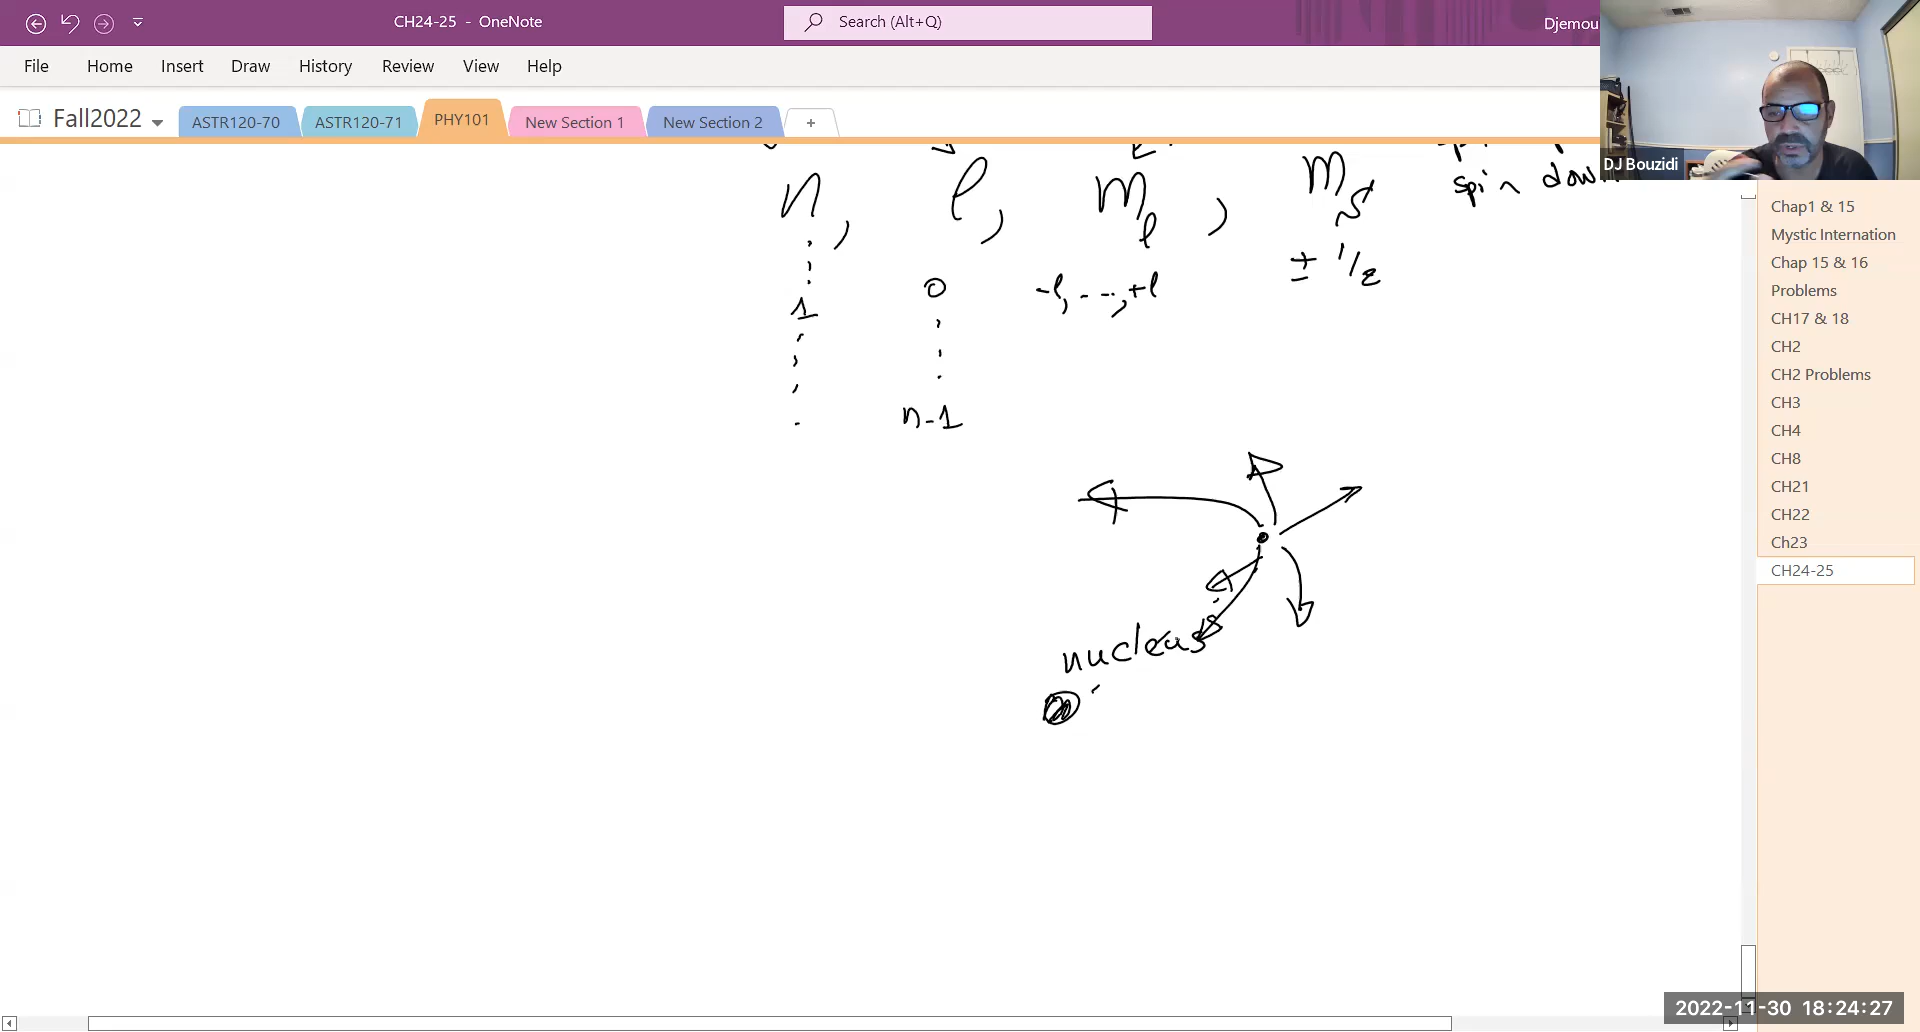 CH24-25 - OneNote
Search (Alt+Q)
Djemou
File Home Insert Draw History Review View Help
Fall2022
ASTR120-70
ASTR120-71
PHY101
New Section 1
New Section 2
+
DJ Bouzidi
n, l, m_l, m_s
spin down
± 1/2
1
0
-l, ..., +l
n-1
nucleus
Chap1 & 15
Mystic Internation
Chap 15 & 16
Problems
CH17 & 18
CH2
CH2 Problems
CH3
CH4
CH8
CH21
CH22
Ch23
CH24-25
2022-11-30 18:24:27